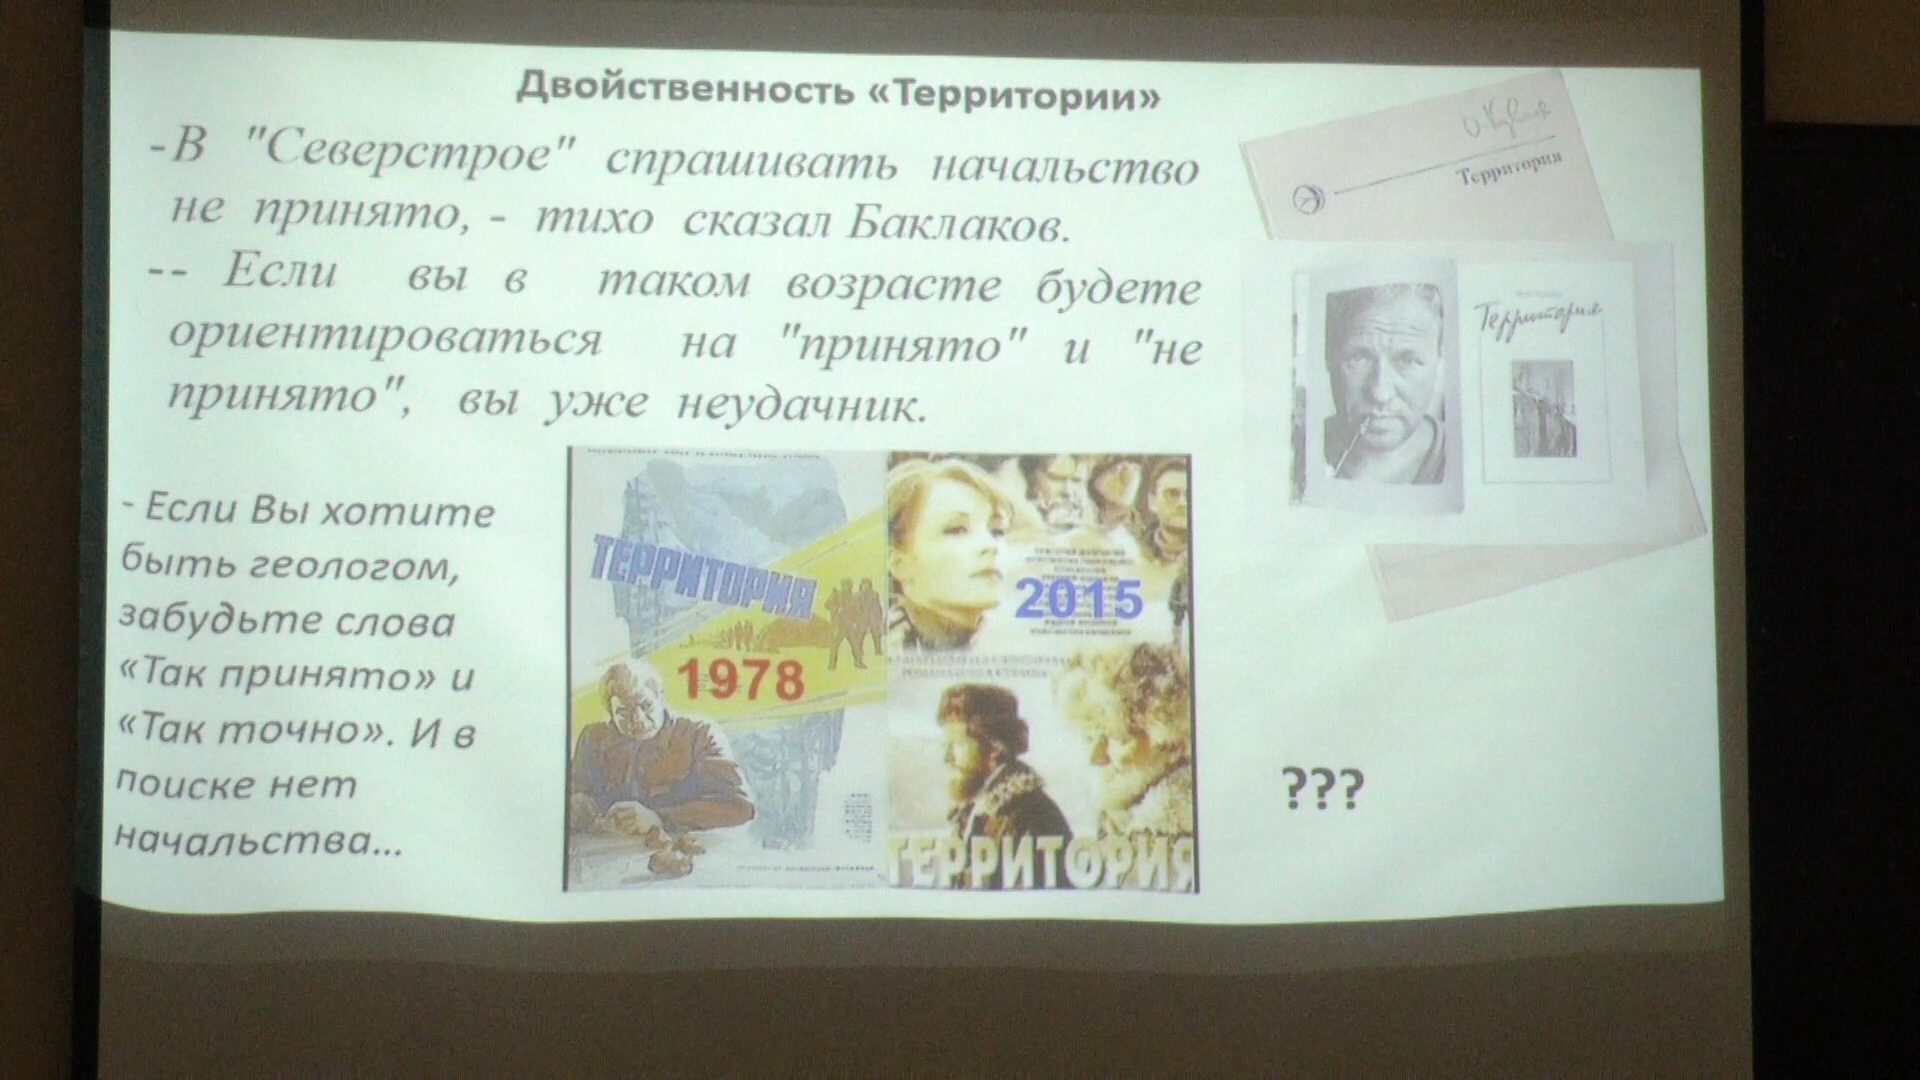 Двойственность «Территории»
-В "Северстрое" спрашивать начальство
не принято, - тихо сказал Баклаков.
-- Если вы в таком возрасте будете
ориентироваться на "принято" и "не
принято", вы уже неудачник.
- Если Вы хотите
быть геологом,
забудьте слова
«Так принято» и
«Так точно». И в
поиске нет
начальства...
ТЕРРИТОРИЯ
1978
2015
ТЕРРИТОРИЯ
О. Куваев
Территория
Территория
???